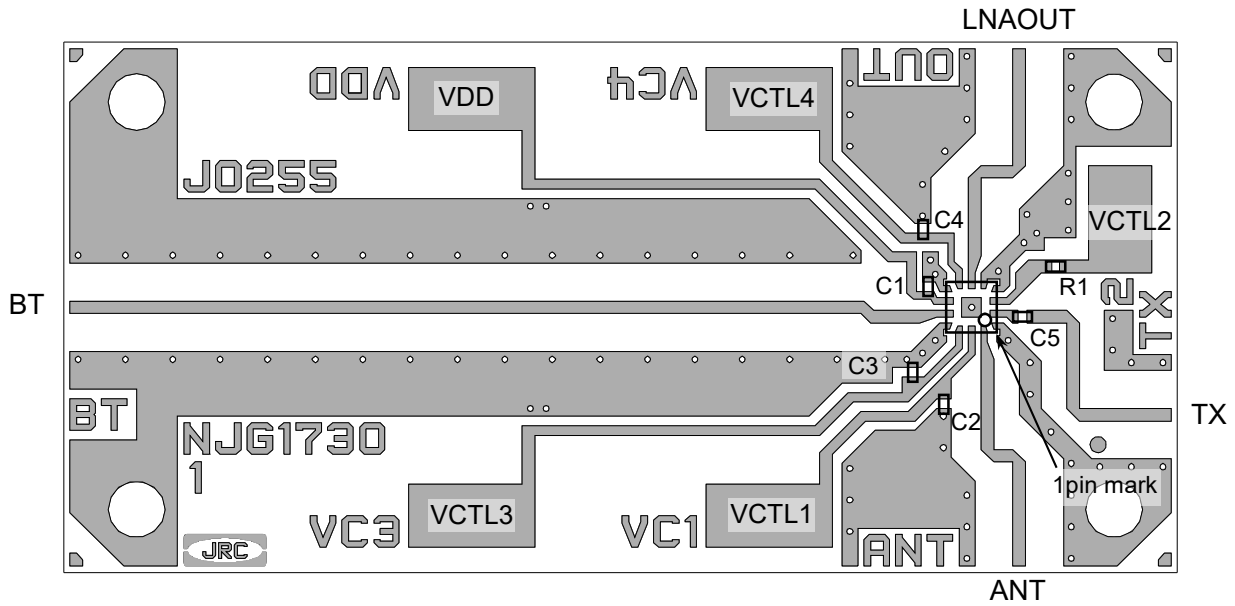 LNAOUT
VDD
VDD
VC4
VCTL4
OUT
J0255
C4
VCTL2
C1
R1
L2
BT
TX
C5
C3
BT
C2
TX
NJG1730
1
1pin mark
VC3
VCTL3
VC1
VCTL1
JRC
ANT
ANT